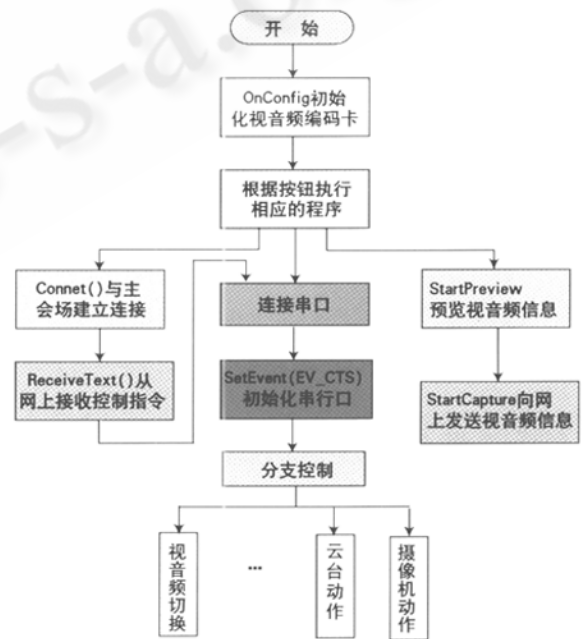 开 始
OnConfig初始
化视音频编码卡
根据按钮执行
相应的程序
Connet()与主
会场建立连接
ReceiveText()从
网上接收控制指令
连接串口
SetEvent(EV_CTS)
初始化串行口
StartPreview
预览视音频信息
StartCapture向网
上发送视音频信息
分支控制
视音频切换
…
云台动作
摄像机动作
-s-a.c